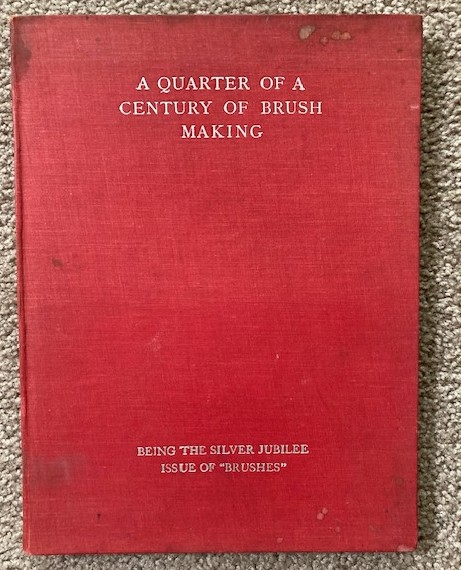 A QUARTER OF A
CENTURY OF BRUSH
MAKING
BEING THE SILVER JUBILEE
ISSUE OF "BRUSHES"